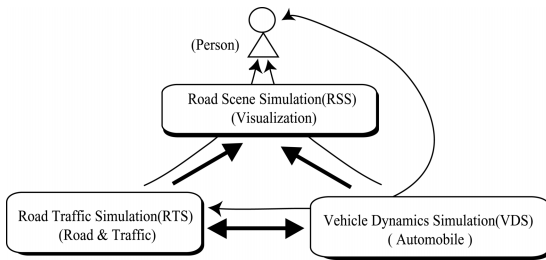 (Person)
Road Scene Simulation(RSS)
(Visualization)
Road Traffic Simulation(RTS)
(Road & Traffic)
Vehicle Dynamics Simulation(VDS)
( Automobile )